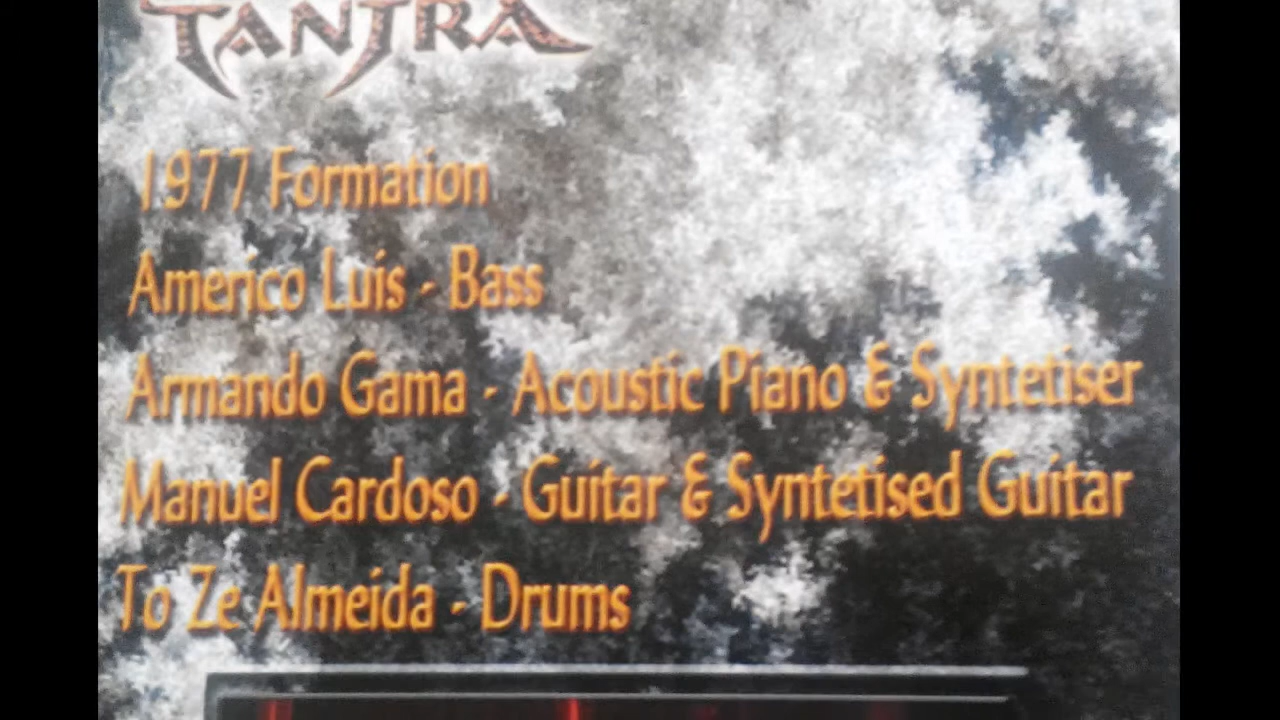 TANTRA
1977 Formation
Americo Luis - Bass
Armando Gama - Acoustic Piano & Syntetiser
Manuel Cardoso - Guitar & Syntetised Guitar
To Ze Almeida - Drums